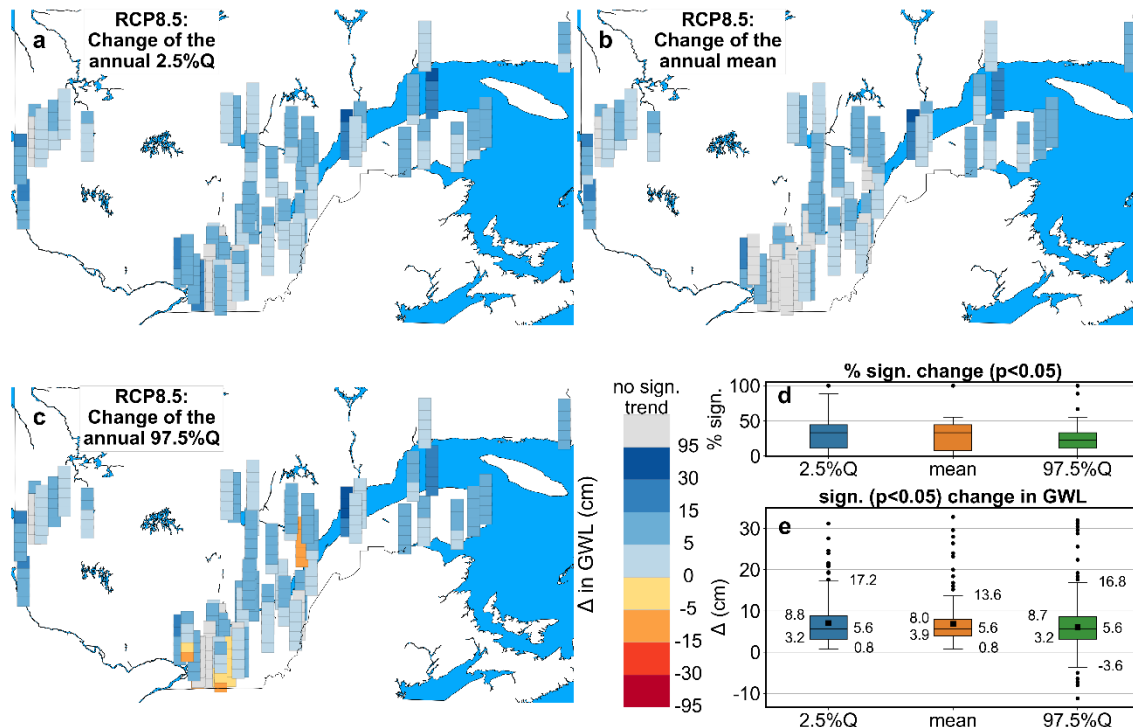 RCP8.5:
Change of the
annual 2.5%Q
a
RCP8.5:
Change of the
annual mean
b
RCP8.5:
Change of the
annual 97.5%Q
c
no sign.
trend
95
30
15
5
0
-5
-15
-30
-95
Δ in GWL (cm)
% sign. change (p<0.05)
d
% sign.
100
50
0
2.5%Q mean 97.5%Q
sign. (p<0.05) change in GWL
e
Δ (cm)
30
20
10
0
-10
17.2
8.8
3.2
5.6
0.8
13.6
8.0
3.9
5.6
0.8
16.8
8.7
3.2
5.6
-3.6
2.5%Q mean 97.5%Q